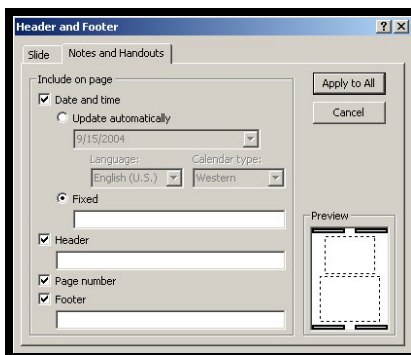 Header and Footer
Slide
Notes and Handouts
Include on page
Date and time
Update automatically
9/15/2004
Language:
Calendar type:
English (U.S.)
Western
Fixed
Header
Page number
Footer
Apply to All
Cancel
Preview